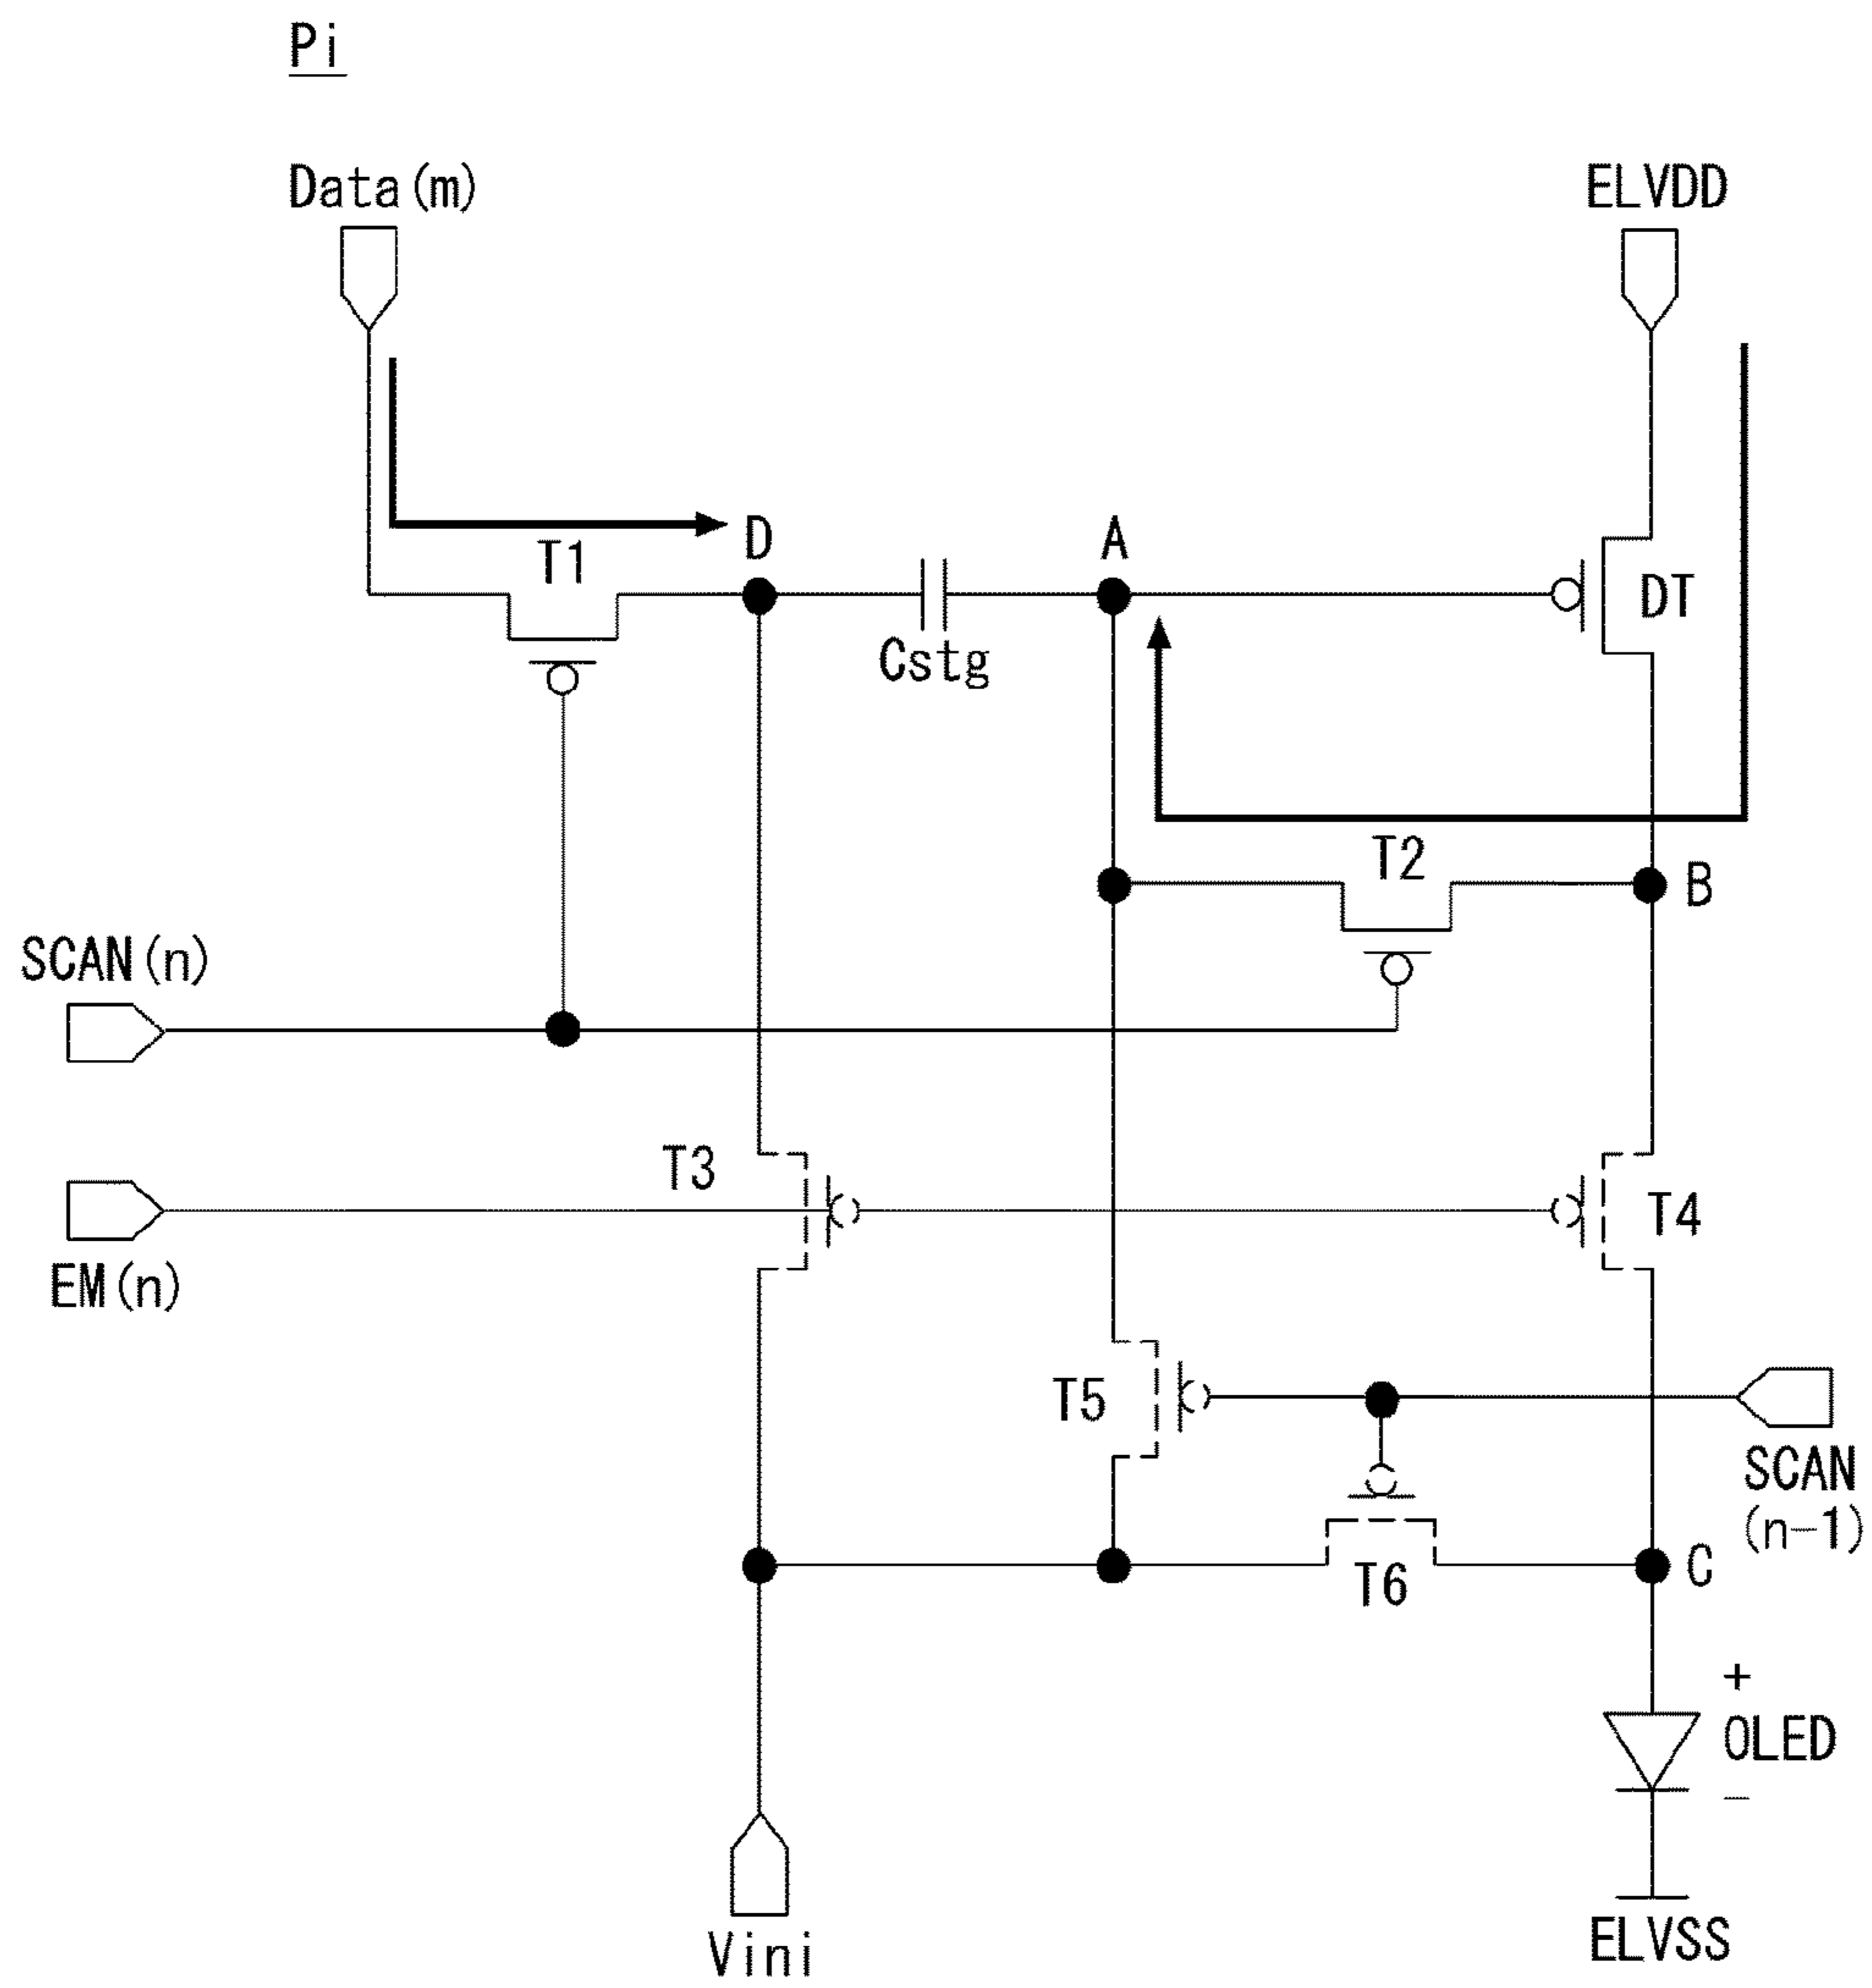 Pi
Data(m)
ELVDD
D
A
T1
DT
Cstg
T2
B
SCAN(n)
T3
T4
EM(n)
T5
SCAN
(n-1)
T6
C
+
OLED
-
ELVSS
Vini